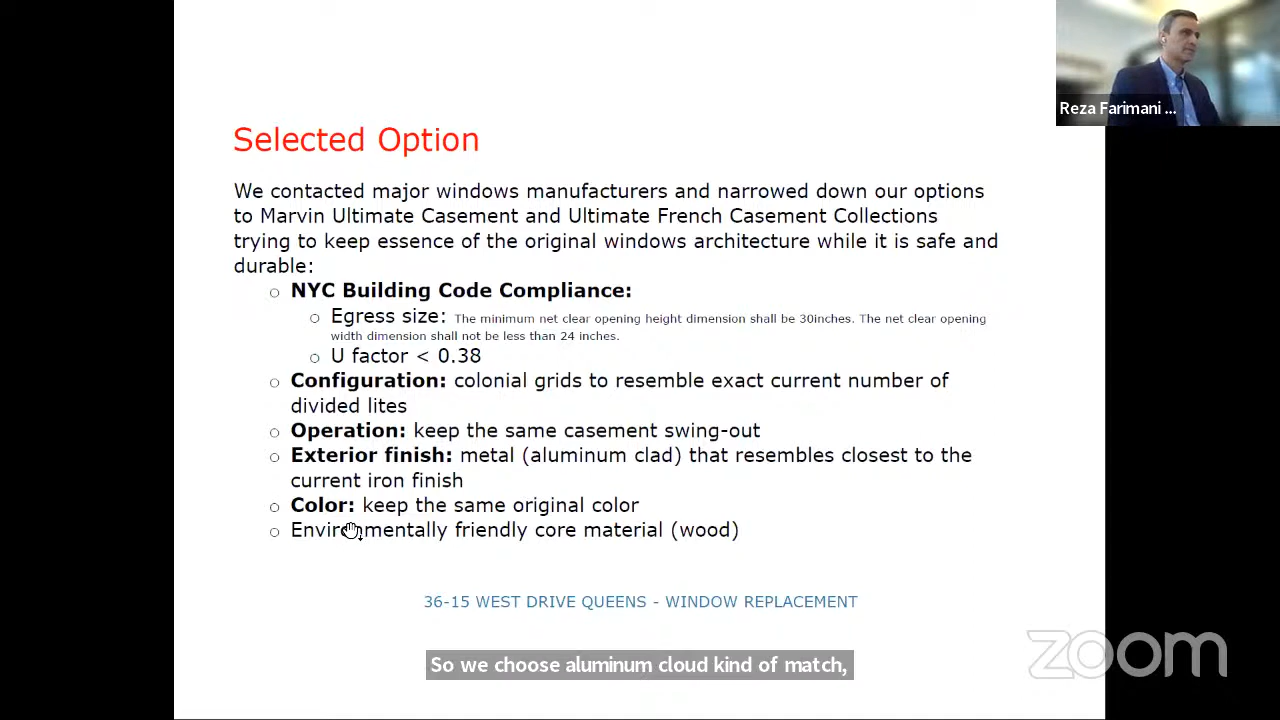 Reza Farimani ...
Selected Option
We contacted major windows manufacturers and narrowed down our options
to Marvin Ultimate Casement and Ultimate French Casement Collections
trying to keep essence of the original windows architecture while it is safe and
durable:
NYC Building Code Compliance:
Egress size: The minimum net clear opening height dimension shall be 30inches. The net clear opening
width dimension shall not be less than 24 inches.
U factor < 0.38
Configuration: colonial grids to resemble exact current number of
divided lites
Operation: keep the same casement swing-out
Exterior finish: metal (aluminum clad) that resembles closest to the
current iron finish
Color: keep the same original color
Environmentally friendly core material (wood)
36-15 WEST DRIVE QUEENS - WINDOW REPLACEMENT
So we choose aluminum cloud kind of match,
zoom